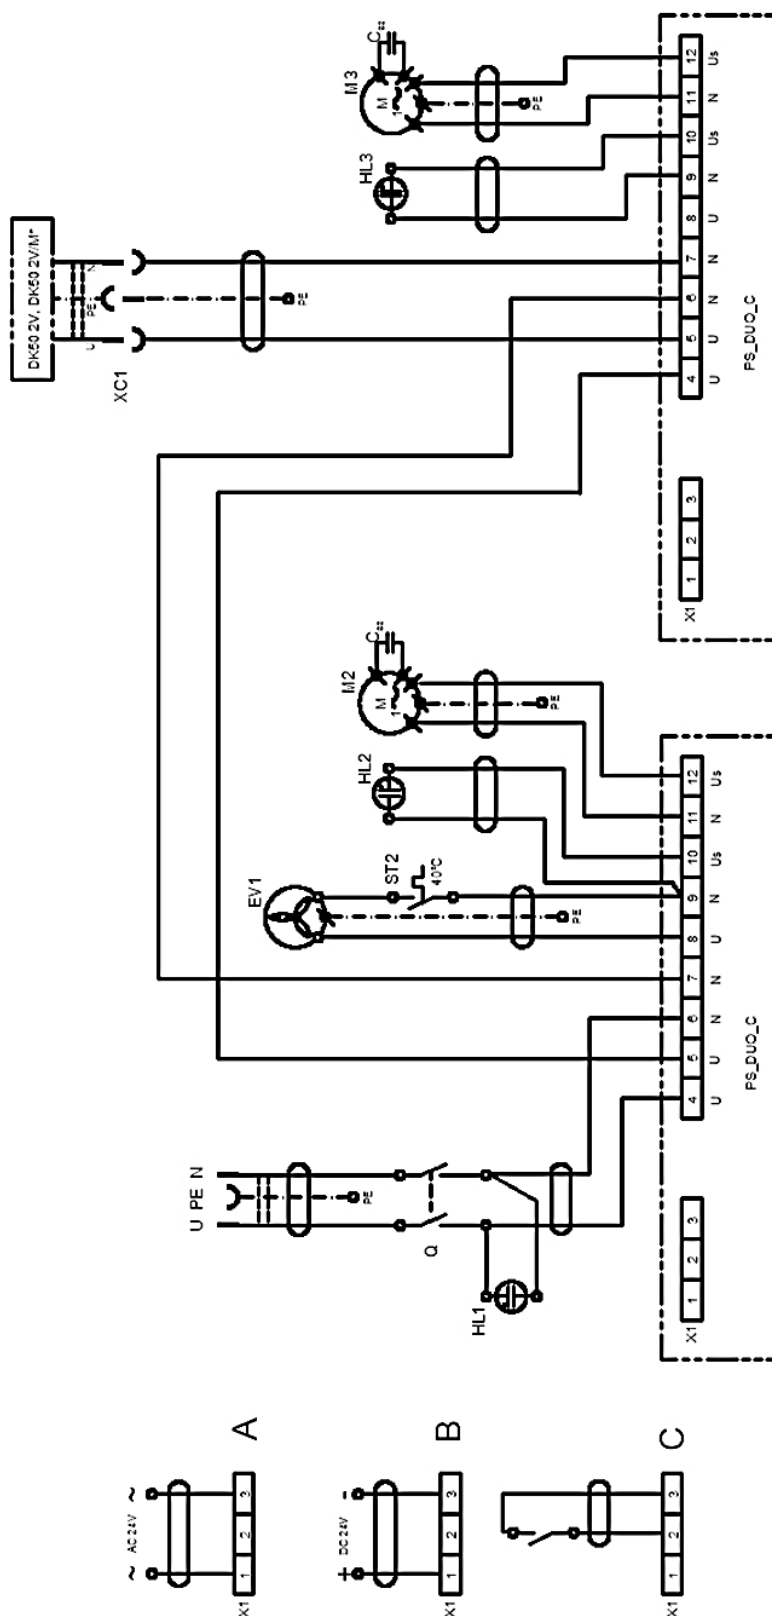 ~ AC 24V ~
X1 1 2 3
A
+ DC 24V -
X1 1 2 3
B
X1 1 2 3
C
U PE N
PE
Q
HL1
EV1
ST2
40°C
PE
HL2
M2
M
1
C
PE
X1 1 2 3
4 5 6 7 8 9 10 11 12
U U N N U N Us N Us
PS_DUO_C
DK50 2V, DK50 2V/M*
U PE N
XC1
PE
HL3
M3
M
1
C
PE
X1 1 2 3
4 5 6 7 8 9 10 11 12
U U N N U N Us N Us
PS_DUO_C